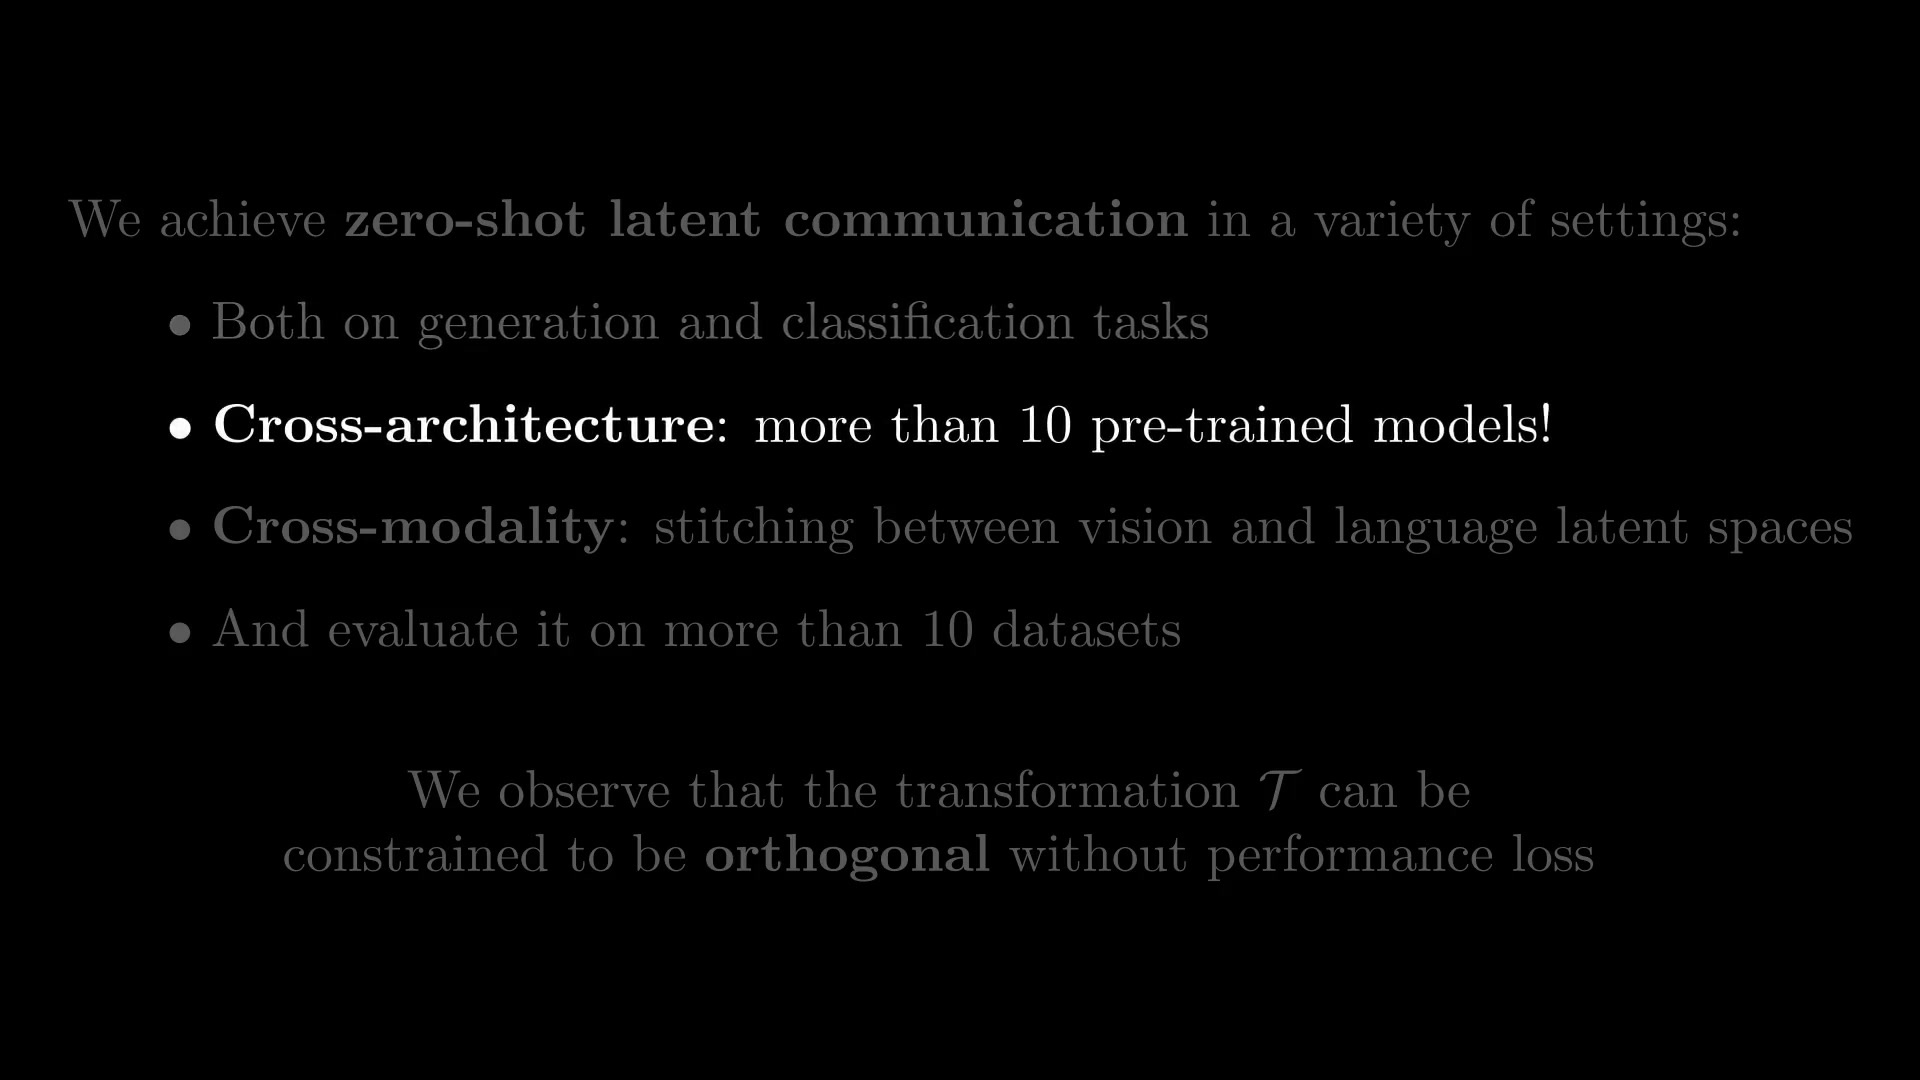 We achieve zero-shot latent communication in a variety of settings:
• Both on generation and classification tasks
• Cross-architecture: more than 10 pre-trained models!
• Cross-modality: stitching between vision and language latent spaces
• And evaluate it on more than 10 datasets
We observe that the transformation 𝒯 can be
constrained to be orthogonal without performance loss